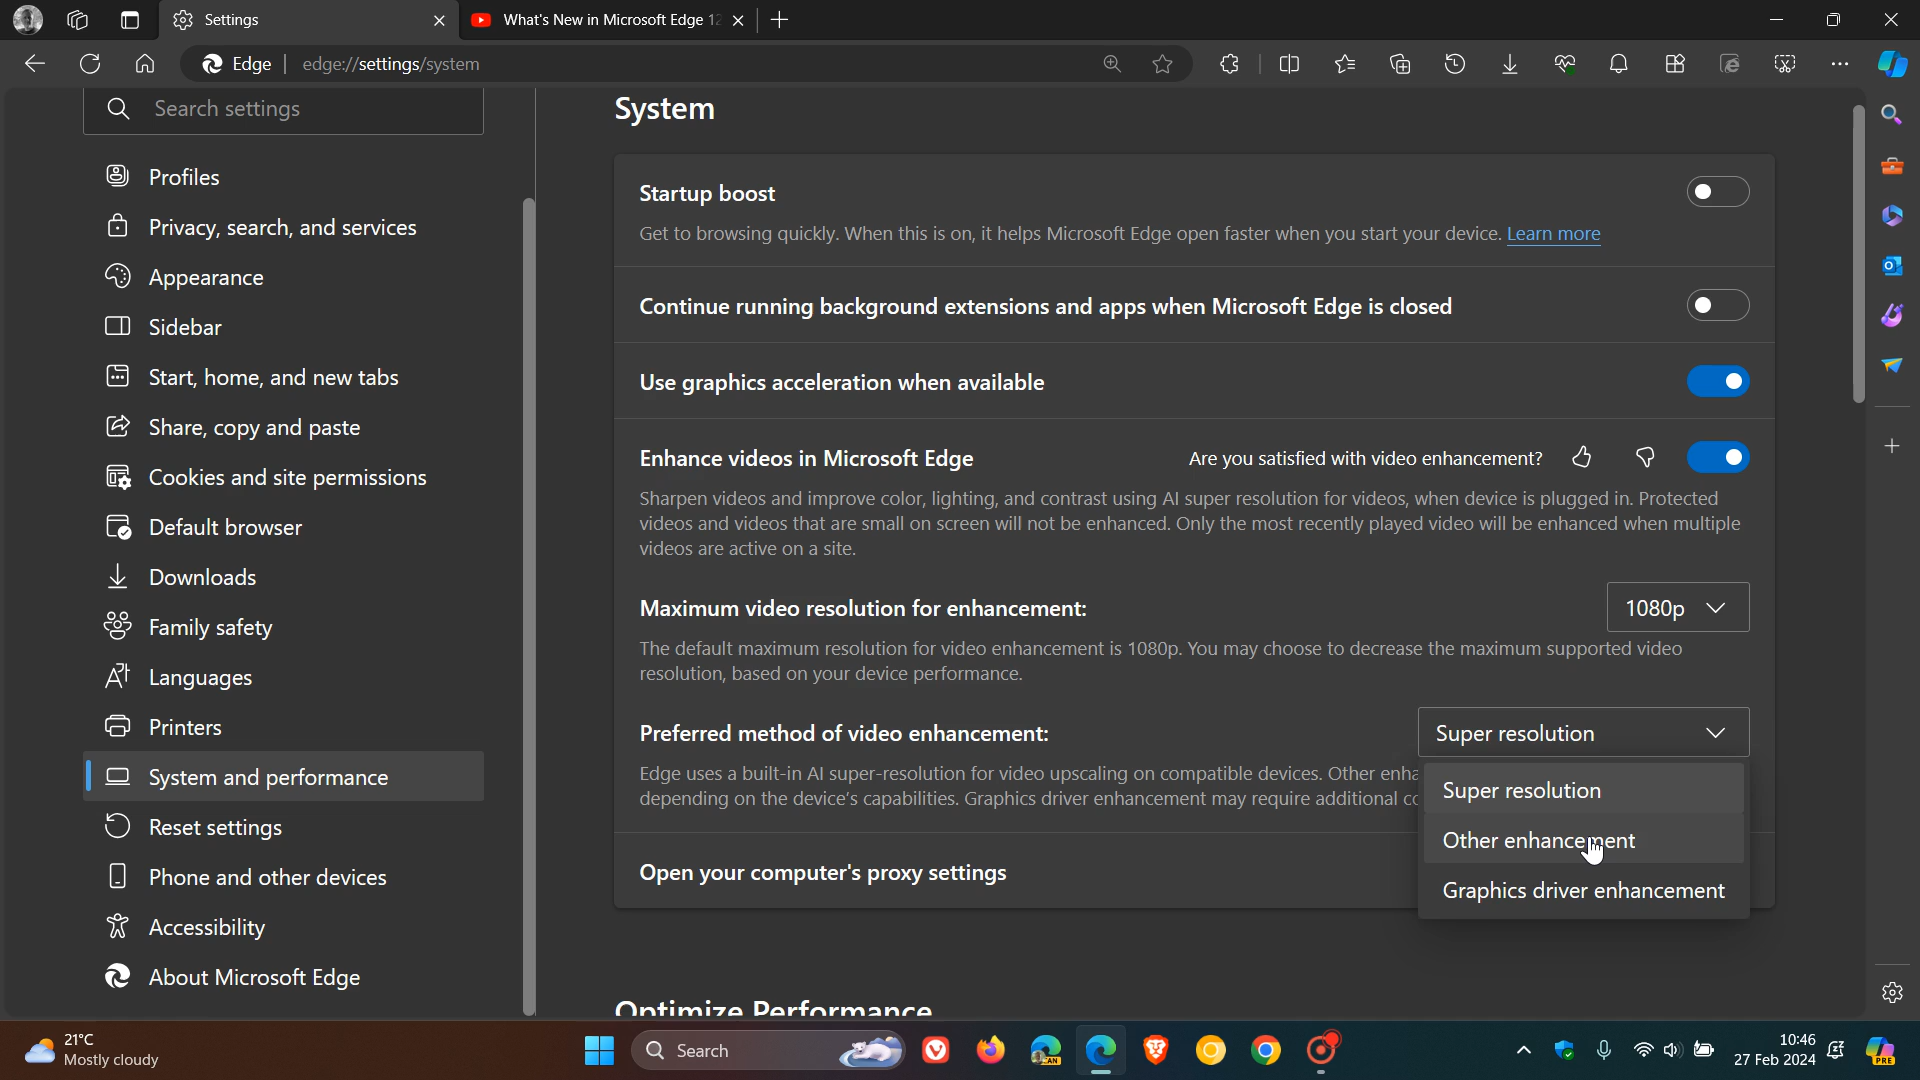 Settings
What's New in Microsoft Edge 12
Edge
edge://settings/system
Search settings
Profiles
Privacy, search, and services
Appearance
Sidebar
Start, home, and new tabs
Share, copy and paste
Cookies and site permissions
Default browser
Downloads
Family safety
Languages
Printers
System and performance
Reset settings
Phone and other devices
Accessibility
About Microsoft Edge
System
Startup boost
Get to browsing quickly. When this is on, it helps Microsoft Edge open faster when you start your device. Learn more
Continue running background extensions and apps when Microsoft Edge is closed
Use graphics acceleration when available
Enhance videos in Microsoft Edge
Are you satisfied with video enhancement?
Sharpen videos and improve color, lighting, and contrast using AI super resolution for videos, when device is plugged in. Protected
videos and videos that are small on screen will not be enhanced. Only the most recently played video will be enhanced when multiple
videos are active on a site.
Maximum video resolution for enhancement:
1080p
The default maximum resolution for video enhancement is 1080p. You may choose to decrease the maximum supported video
resolution, based on your device performance.
Preferred method of video enhancement:
Super resolution
Edge uses a built-in AI super-resolution for video upscaling on compatible devices. Other enha
depending on the device's capabilities. Graphics driver enhancement may require additional co
Super resolution
Other enhancement
Graphics driver enhancement
Open your computer's proxy settings
Optimize Performance
21°C
Mostly cloudy
Search
CAN
10:46
27 Feb 2024
PRE